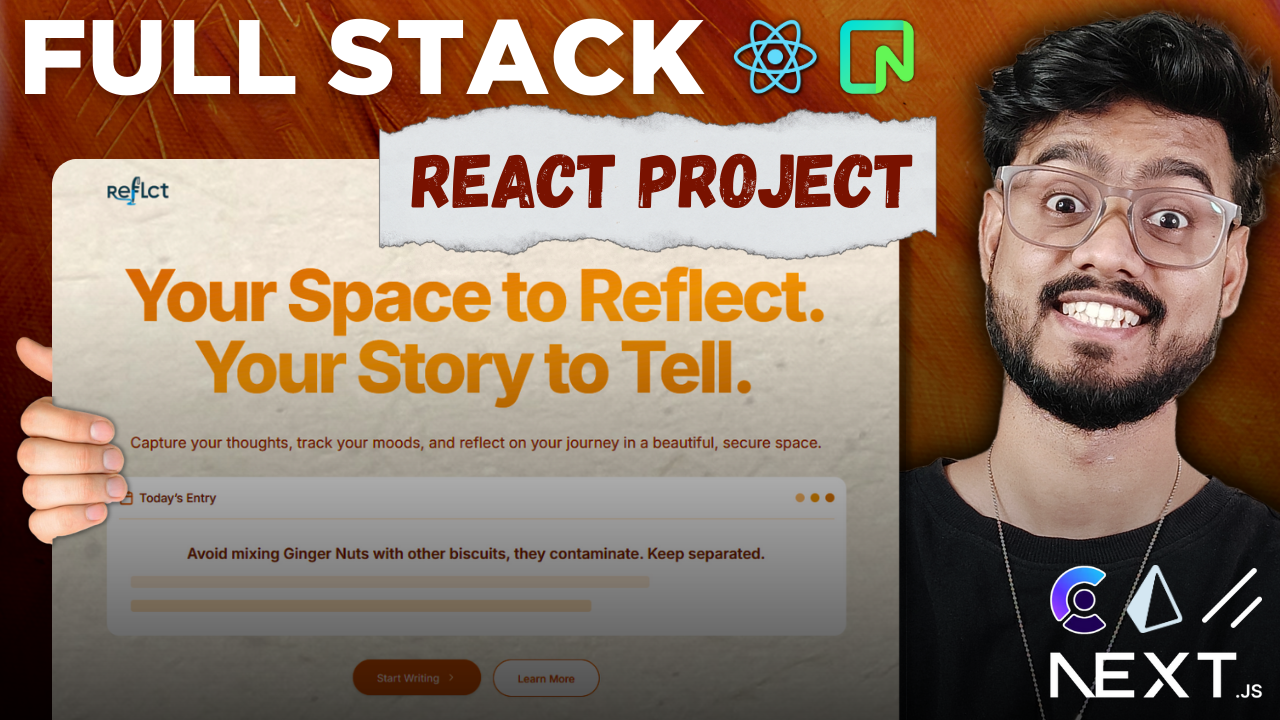 FULL STACK
REACT PROJECT
Reflct
Your Space to Reflect.
Your Story to Tell.
Capture your thoughts, track your moods, and reflect on your journey in a beautiful, secure space.
Today's Entry
Avoid mixing Ginger Nuts with other biscuits, they contaminate. Keep separated.
Start Writing
Learn More
NEXT.JS